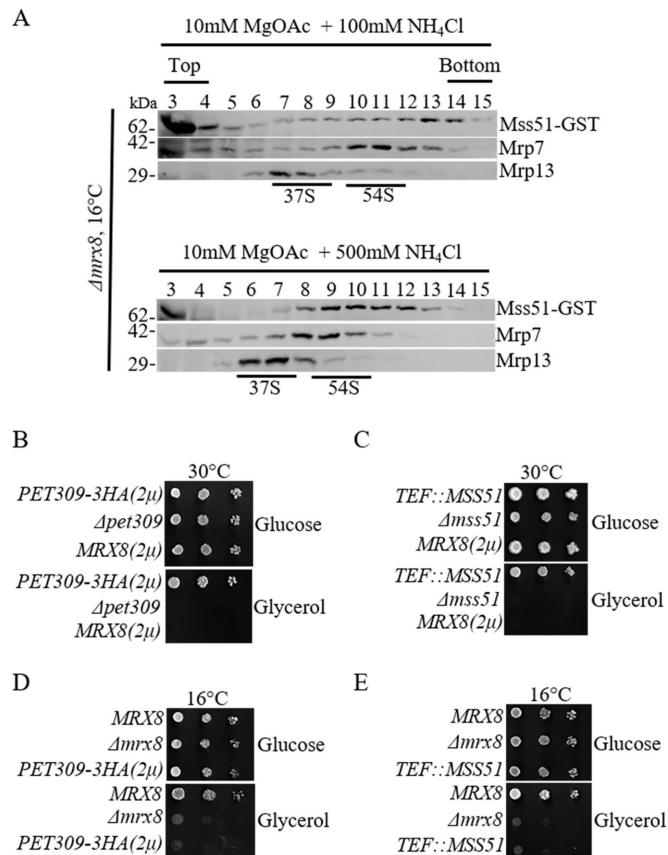 A
10mM MgOAc + 100mM NH₄Cl
Top Bottom
kDa 3 4 5 6 7 8 9 10 11 12 13 14 15
62- Mss51-GST
42- Mrp7
29- Mrp13
37S 54S
Δmrx8, 16°C
10mM MgOAc + 500mM NH₄Cl
3 4 5 6 7 8 9 10 11 12 13 14 15
62- Mss51-GST
42- Mrp7
29- Mrp13
37S 54S
B
30°C
PET309-3HA(2μ)
Δpet309 Glucose
MRX8(2μ)
PET309-3HA(2μ)
Δpet309 Glycerol
MRX8(2μ)
C
30°C
TEF::MSS51
Δmss51 Glucose
MRX8(2μ)
TEF::MSS51
Δmss51 Glycerol
MRX8(2μ)
D
16°C
MRX8
Δmrx8 Glucose
PET309-3HA(2μ)
MRX8
Δmrx8 Glycerol
PET309-3HA(2μ)
E
16°C
MRX8
Δmrx8 Glucose
TEF::MSS51
MRX8
Δmrx8 Glycerol
TEF::MSS51